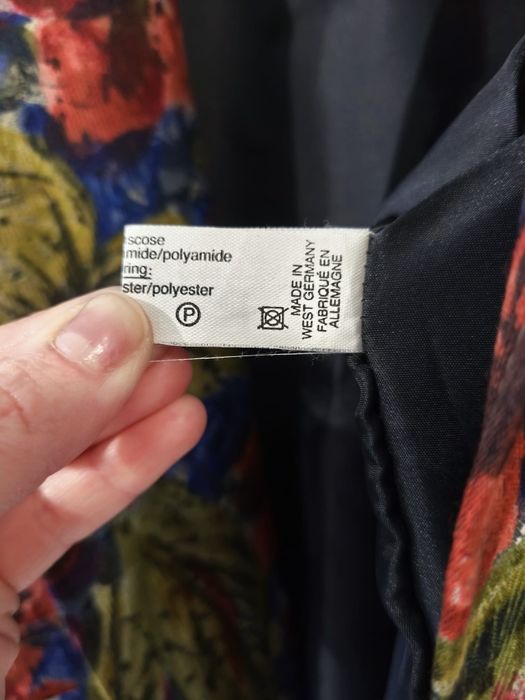 scose
mide/polyamide
ring:
ster/polyester
P
MADE IN
WEST GERMANY
FABRIQUÉ EN
ALLEMAGNE